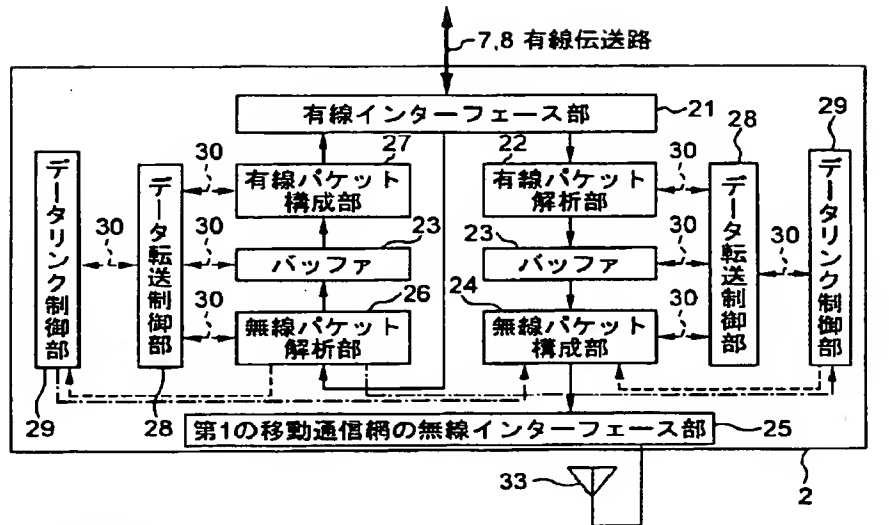 7,8 有線伝送路
有線インターフェース部
21
28
29
27
22
30
有線パケット
構成部
有線パケット
解析部
30
データリンク制御部
データ転送制御部
データ転送制御部
データリンク制御部
30
30
23
バッファ
23
バッファ
30
30
30
26
無線パケット
解析部
24
無線パケット
構成部
30
29
28
第1の移動通信網の無線インターフェース部
25
33
2